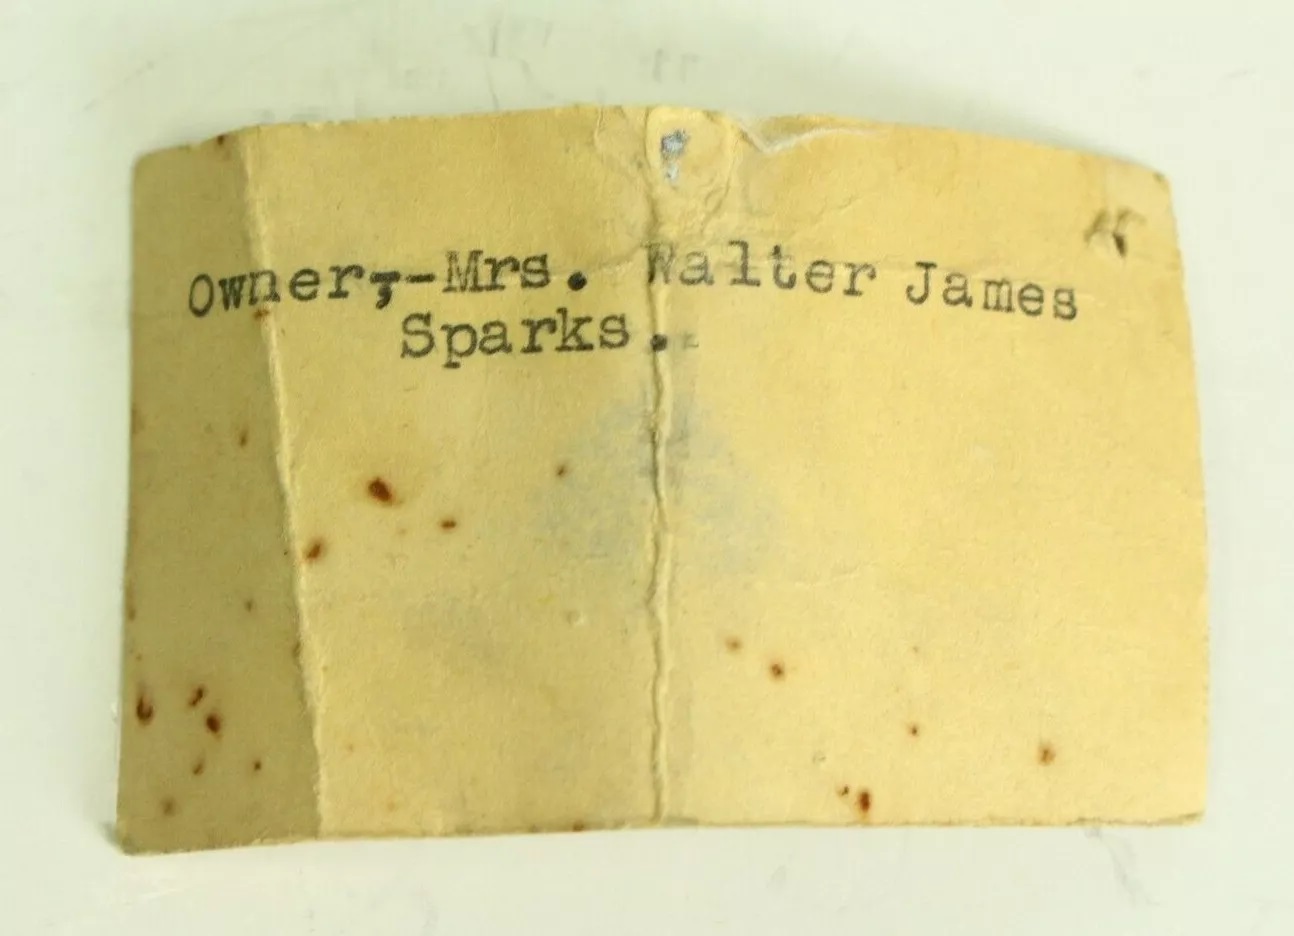 Owner,-Mrs. Walter James
Sparks.